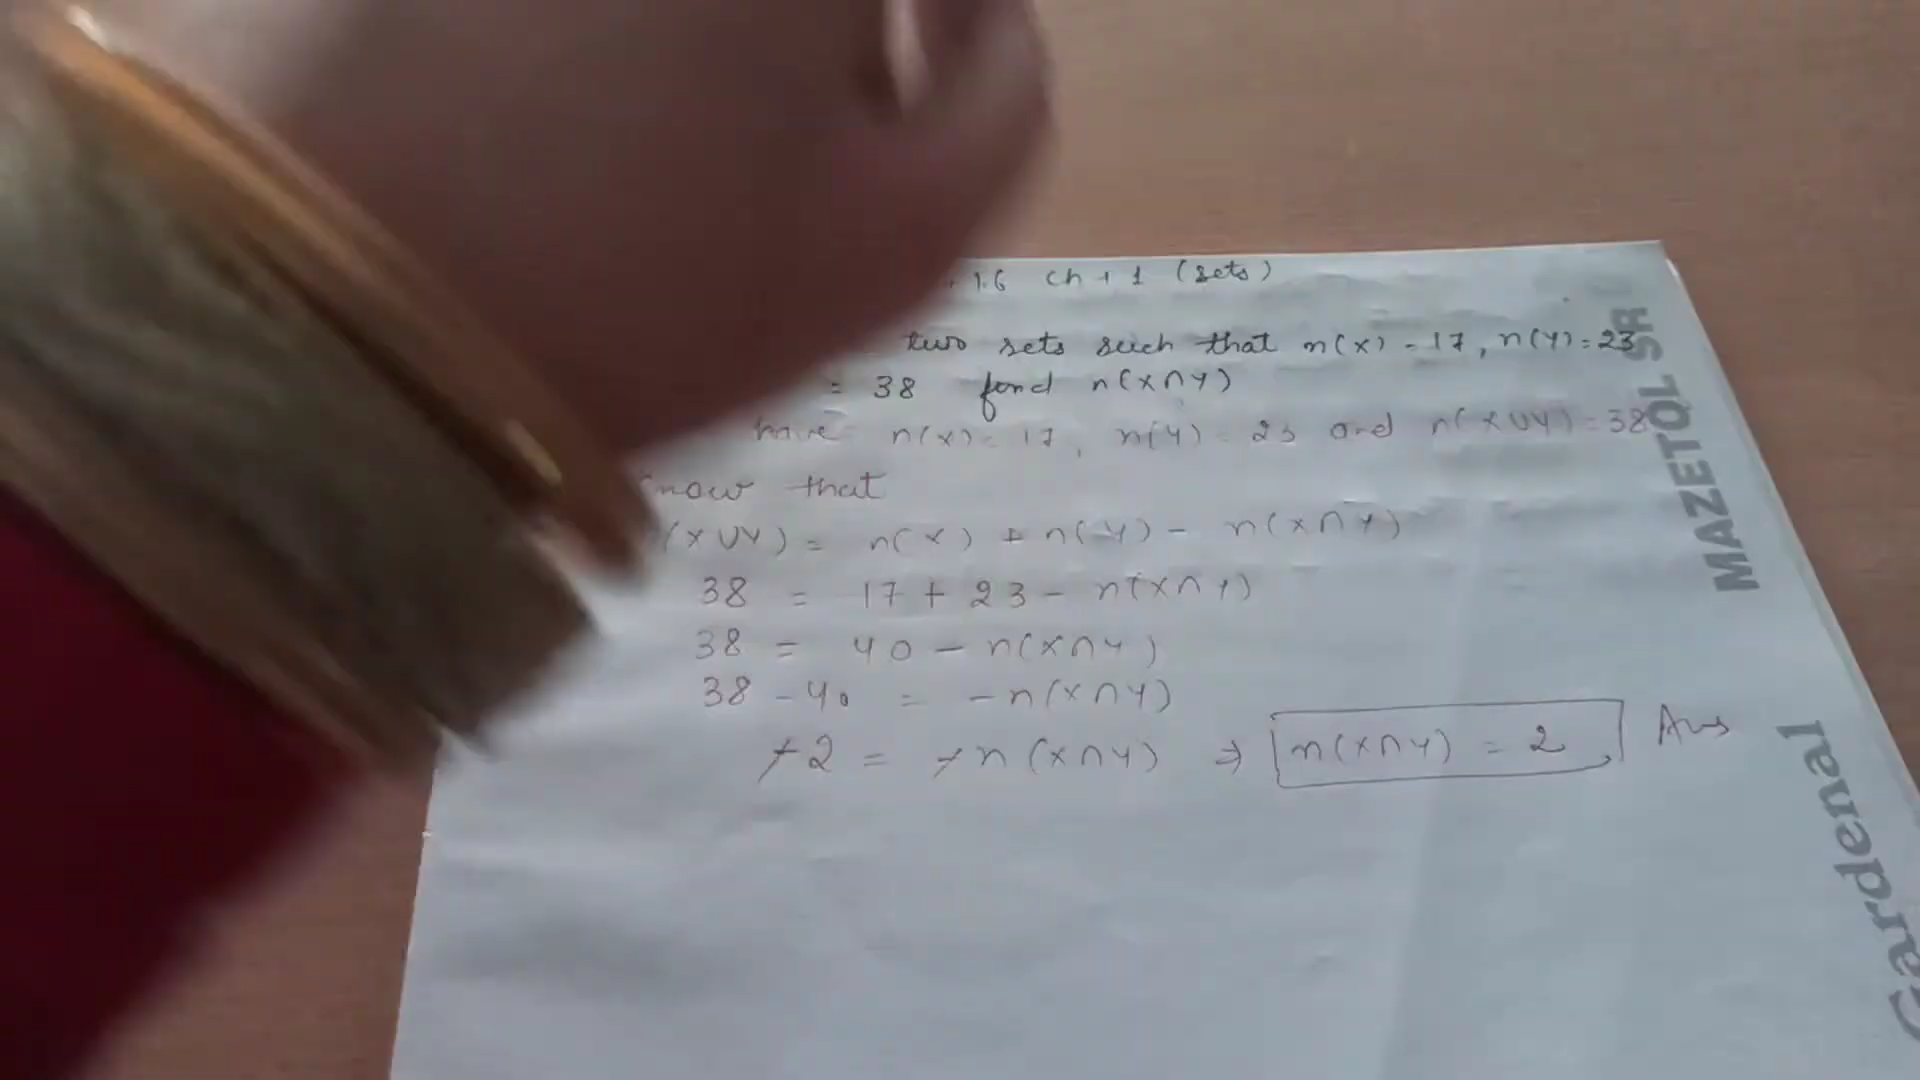 1.6 Ch + 1 (sets)
two sets such that n(x) = 17, n(y) = 23
= 38 fond n(x∩y)
have n(x) = 17, n(y) = 23 and n(x∪y) = 38
know that
(x∪y) = n(x) + n(y) - n(x∩y)
38 = 17 + 23 - n(x∩y)
38 = 40 - n(x∩y)
38 - 40 = -n(x∩y)
-2 = -n(x∩y) ⇒ n(x∩y) = 2 Ans
MAZETOL SR
Gardenal